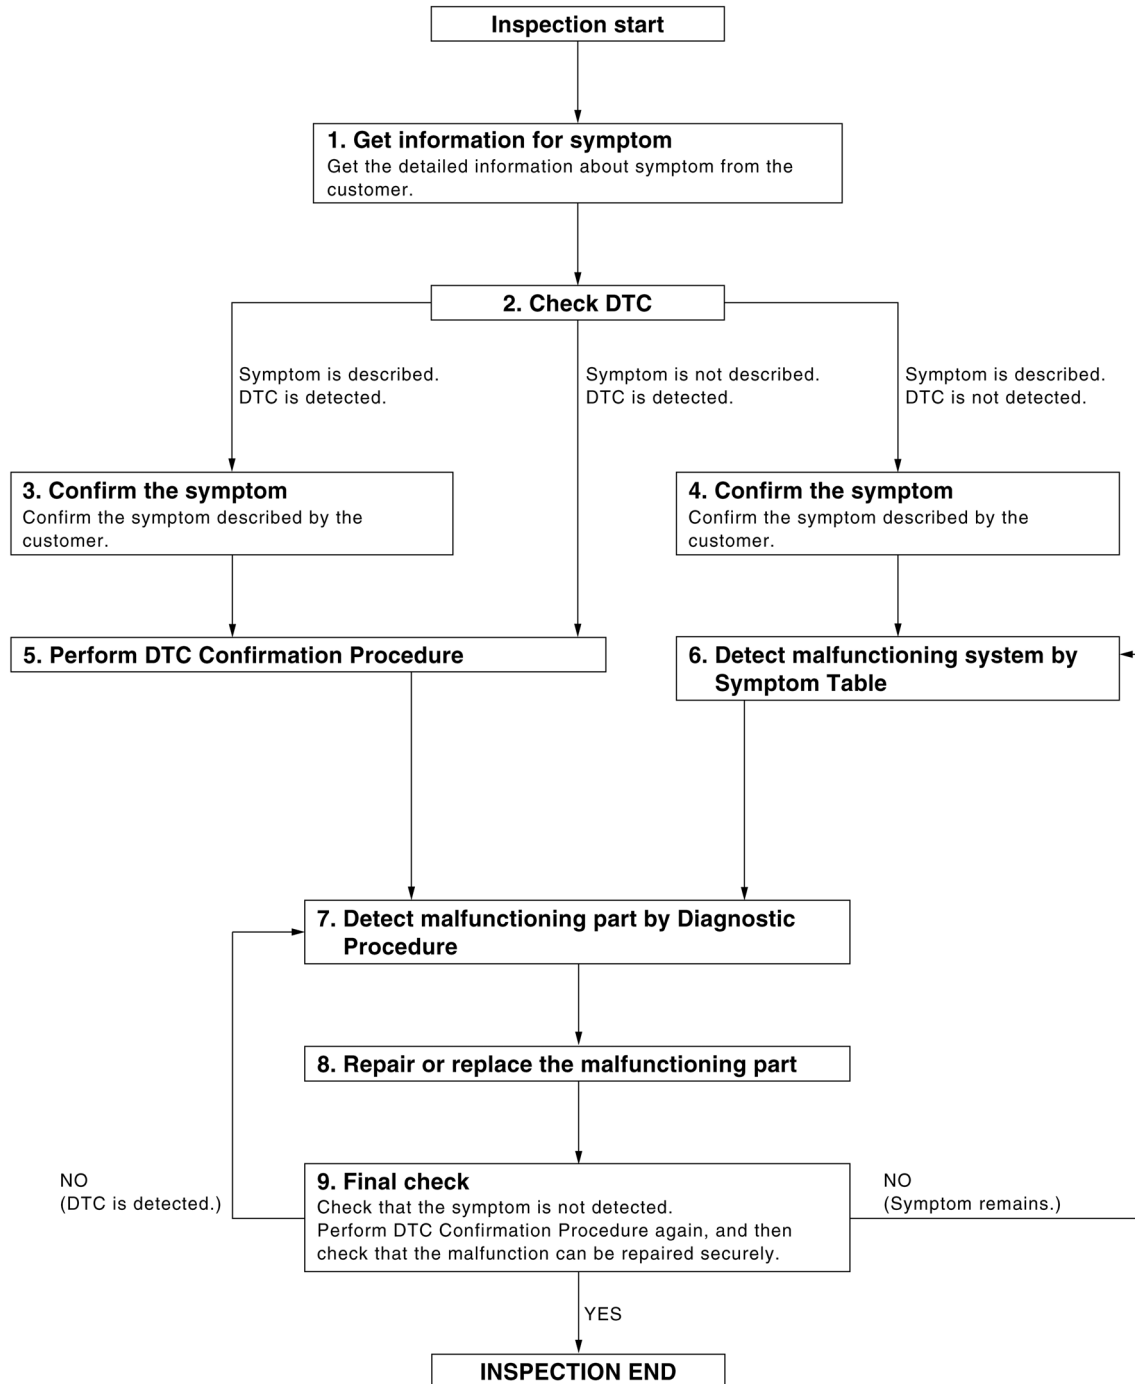 Inspection start
1. Get information for symptom
Get the detailed information about symptom from the
customer.
2. Check DTC
Symptom is described.
DTC is detected.
Symptom is not described.
DTC is detected.
Symptom is described.
DTC is not detected.
3. Confirm the symptom
Confirm the symptom described by the
customer.
4. Confirm the symptom
Confirm the symptom described by the
customer.
5. Perform DTC Confirmation Procedure
6. Detect malfunctioning system by
Symptom Table
7. Detect malfunctioning part by Diagnostic
Procedure
8. Repair or replace the malfunctioning part
NO
(DTC is detected.)
9. Final check
Check that the symptom is not detected.
Perform DTC Confirmation Procedure again, and then
check that the malfunction can be repaired securely.
NO
(Symptom remains.)
YES
INSPECTION END